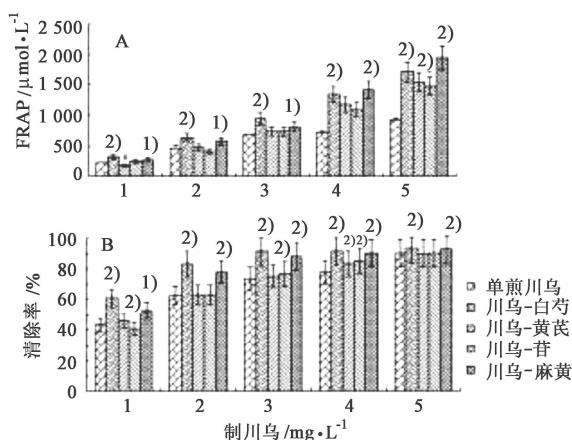 A
FRAP/μmol·L⁻¹
2 500
2 000
1 500
1 000
500
0
2) 1) 2) 1) 2) 1) 2) 2) 2) 2)
1 2 3 4 5
B
清除率/%
100
80
60
40
20
0
2) 2) 1) 2) 2) 2) 2) 2) 2) 2)2) 2) 2) 2)
1 2 3 4 5
制川乌/mg·L⁻¹
单煎川乌
川乌-白芍
川乌-黄芪
川乌-苷
川乌-麻黄